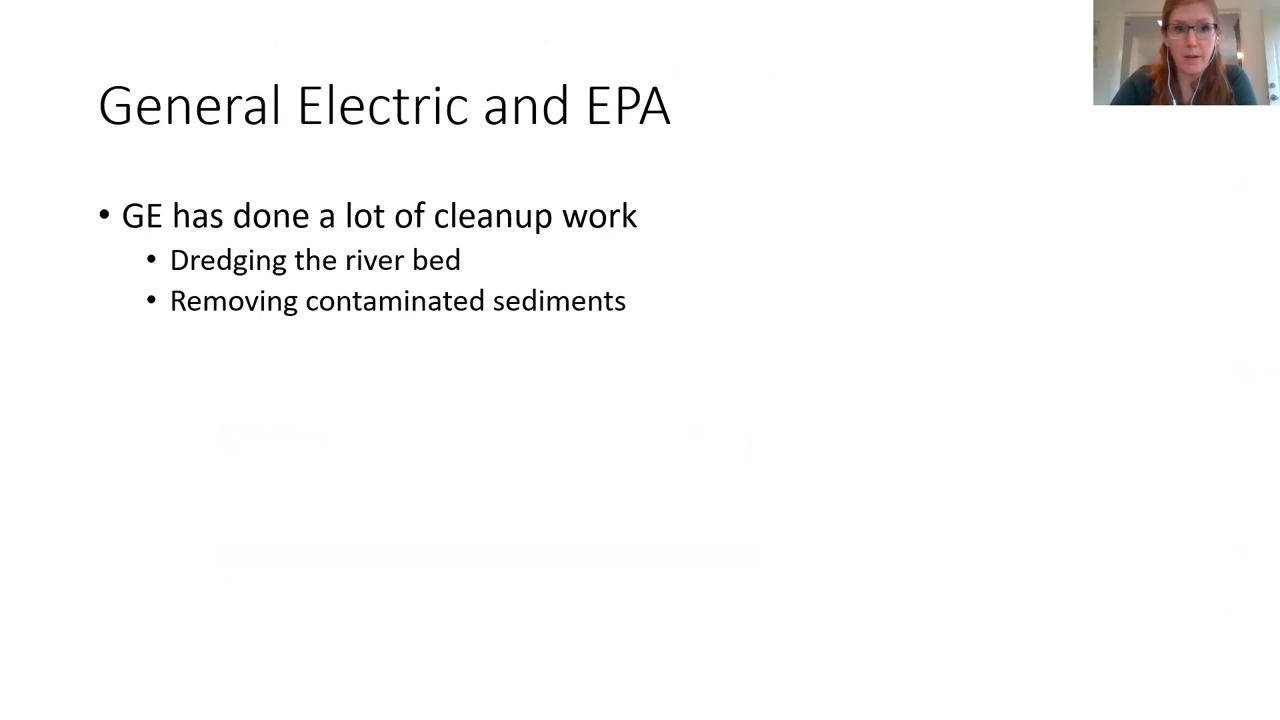 General Electric and EPA
• GE has done a lot of cleanup work
• Dredging the river bed
• Removing contaminated sediments